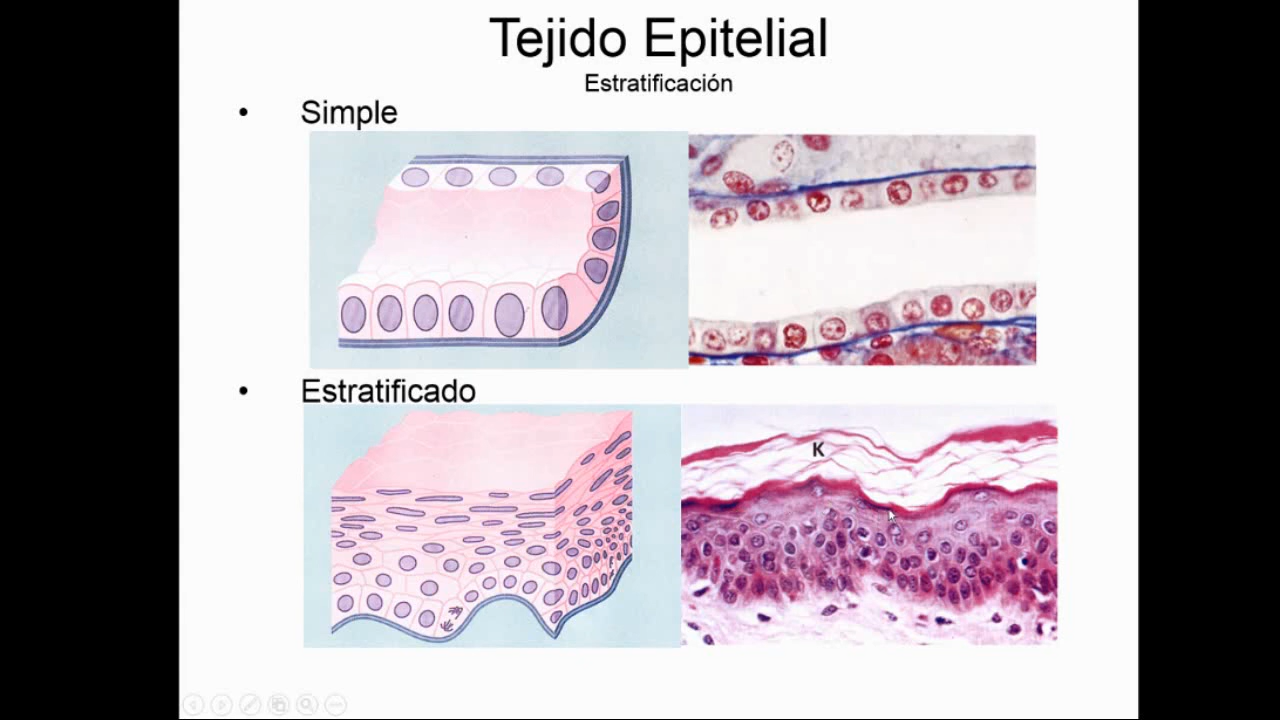 Tejido Epitelial
Estratificación
• Simple
• Estratificado
K